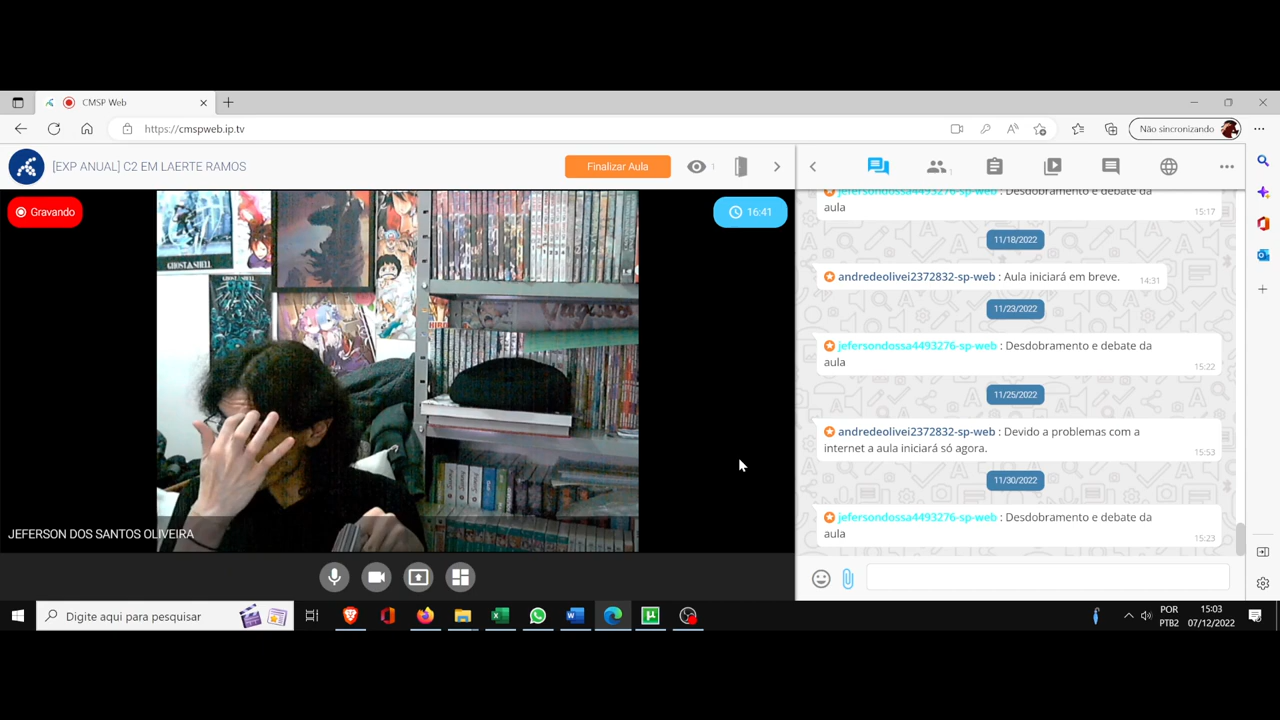 CMSP Web
https://cmspweb.ip.tv
Não sincronizando
[EXP ANUAL] C2 EM LAERTE RAMOS
Finalizar Aula
1
Gravando
16:41
GHOST IN THE SHELL
JEFERSON DOS SANTOS OLIVEIRA
jefersondossa4493276-sp-web : Desdobramento e debate da
aula
15:17
11/18/2022
andredeolivei2372832-sp-web : Aula iniciará em breve.
14:31
11/23/2022
jefersondossa4493276-sp-web : Desdobramento e debate da
aula
15:22
11/25/2022
andredeolivei2372832-sp-web : Devido a problemas com a
internet a aula iniciará só agora.
15:53
11/30/2022
jefersondossa4493276-sp-web : Desdobramento e debate da
aula
15:23
Digite aqui para pesquisar
POR
PTB2
15:03
07/12/2022